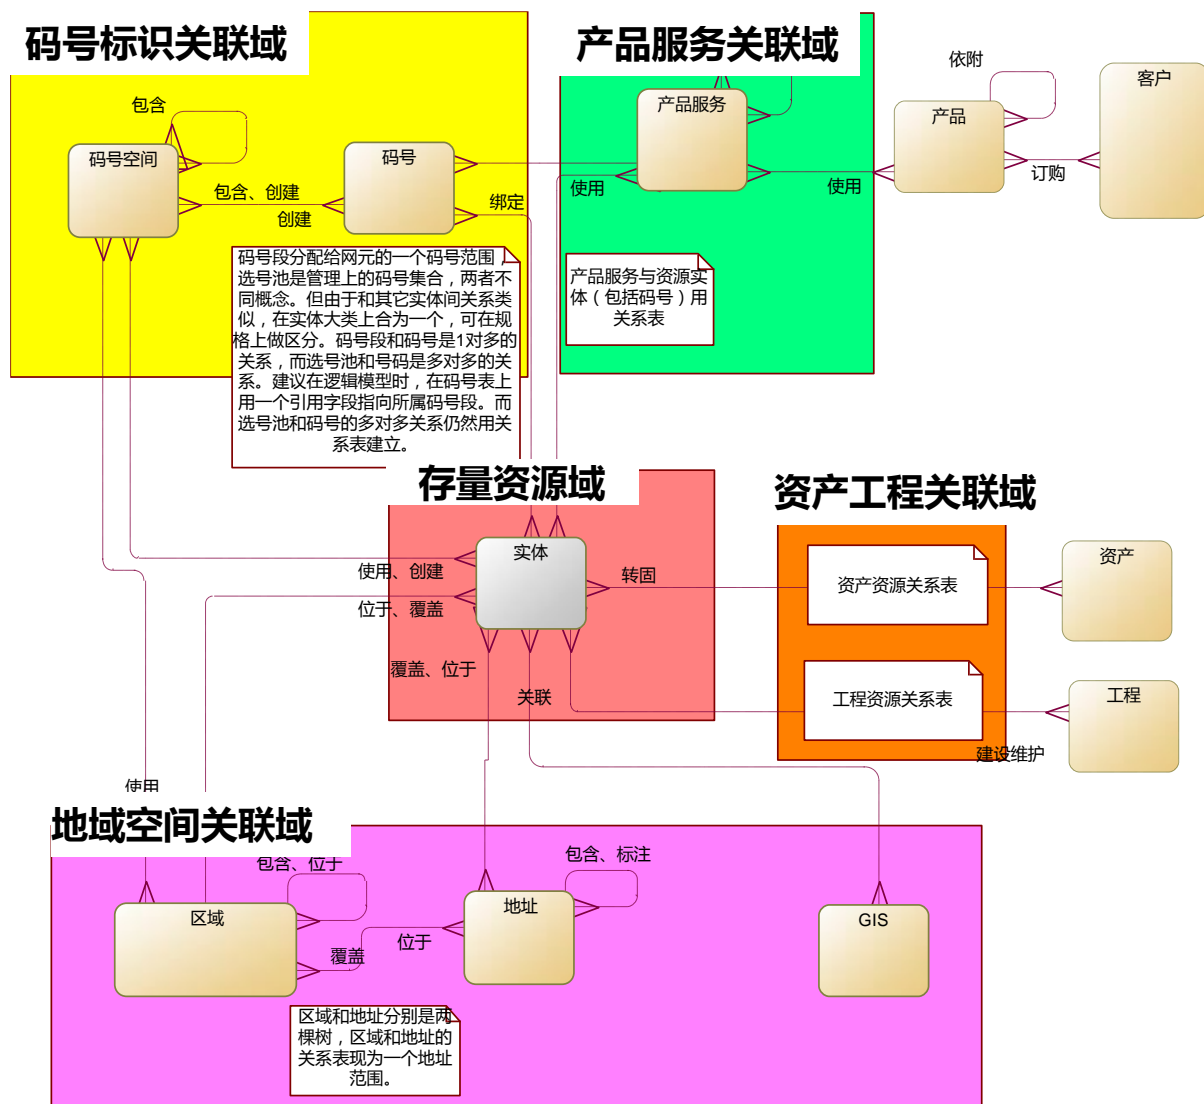 码号标识关联域
产品服务关联域
依附
客户
包含
产品服务
产品
码号空间
码号
订购
包含、创建
创建
绑定
使用
使用
码号段分配给网元的一个码号范围，
选号池是管理上的码号集合，两者不
同概念。但由于和其它实体间关系类
似，在实体大类上合为一个，可在规
格上做区分。码号段和码号是1对多的
关系，而选号池和号码是多对多的关
系。建议在逻辑模型时，在码号表上
用一个引用字段指向所属码号段。而
选号池和码号的多对多关系仍然用关
系表建立。
产品服务与资源实
体（包括码号）用
关系表
存量资源域
资产工程关联域
实体
使用、创建
位于、覆盖
转固
资产资源关系表
资产
覆盖、位于
关联
工程资源关系表
工程
建设维护
使用
地域空间关联域
包含、位于
包含、标注
区域
地址
GIS
覆盖
位于
区域和地址分别是两
棵树，区域和地址的
关系表现为一个地址
范围。